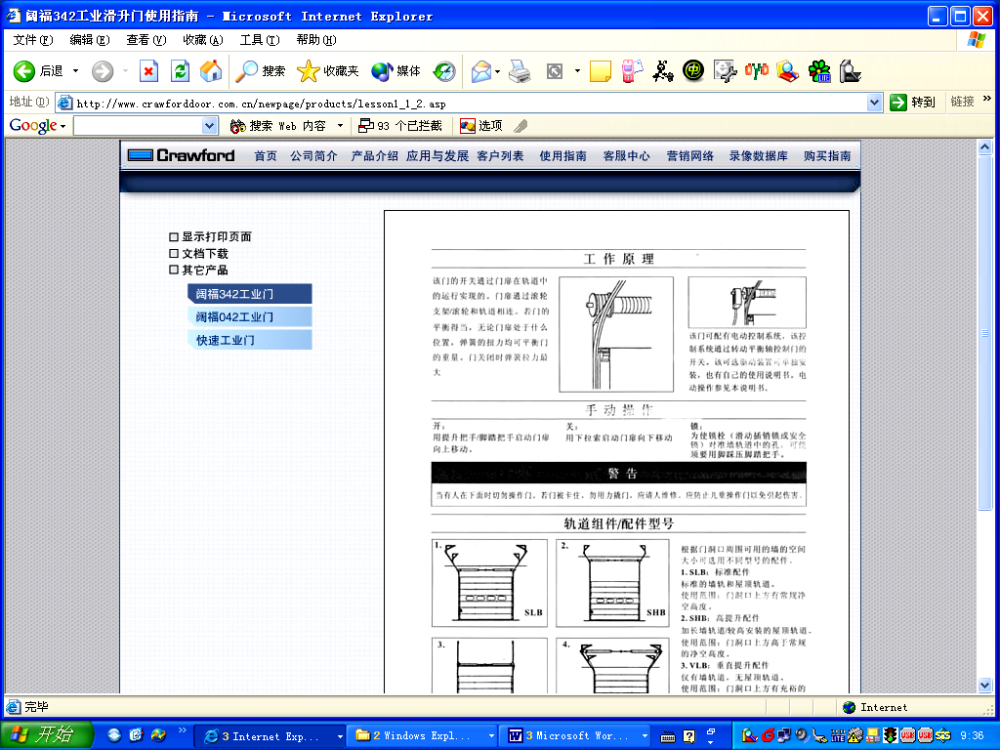 阔福342工业滑升门使用指南 - Microsoft Internet Explorer
文件(F) 编辑(E) 查看(V) 收藏(A) 工具(T) 帮助(H)
后退 搜索 收藏夹 媒体
地址(D) http://www.crawforddoor.com.cn/newpage/products/lesson1_1_2.asp 转到 链接 »
Google 搜索 Web 内容 93 个已拦截 选项
Crawford 首页 公司简介 产品介绍 应用与发展 客户列表 使用指南 客服中心 营销网络 录像数据库 购买指南
显示打印页面
文档下载
其它产品
阔福342工业门
阔福042工业门
快速工业门
工作原理
该门的开关通过门扉在轨道中
的运行实现的。门扉通过滚轮
支架/滚轮和轨道相连。若门的
平衡得当，无论门扉处于什么
位置，弹簧的扭力均可平衡门
的重量。门关闭时弹簧拉力最
大
该门可配有电动控制系统。该控
制系统通过转动平衡轴控制门的
开关。该可选驱动装置可单独安
装，也有自己的使用说明书。电
动操作参见本说明书。
手动操作
开：
用提升把手/脚踏把手启动门扉
向上移动。
关：
用下拉索启动门扉向下移动
锁：
为使锁栓（滑动插销锁或安全
锁）对准墙轨道中的孔，可能
须要用脚踩压脚踏把手。
警告
当有人在下面时切勿操作门。若门被卡住，勿用力撬门，应请人维修。应防止儿童操作门以免引起伤害。
轨道组件/配件型号
1.
SLB
2.
SHB
3.
4.
根据门洞口周围可用的墙的空间
大小可选用不同型号的配件。
1. SLB：标准配件
标准的墙轨和屋顶轨道。
使用范围：门洞口上方有常规净
空高度。
2. SHB：高提升配件
加长墙轨道/较高安装的屋顶轨道。
使用范围：门洞口上方高于常规
的净空高度。
3. VLB：垂直提升配件
仅有墙轨道，无屋顶轨道。
使用范围：门洞口上方有充裕的
完毕 Internet
开始 » 3 Internet Exp... 2 Windows Expl... 3 Microsoft Wor... 9:36